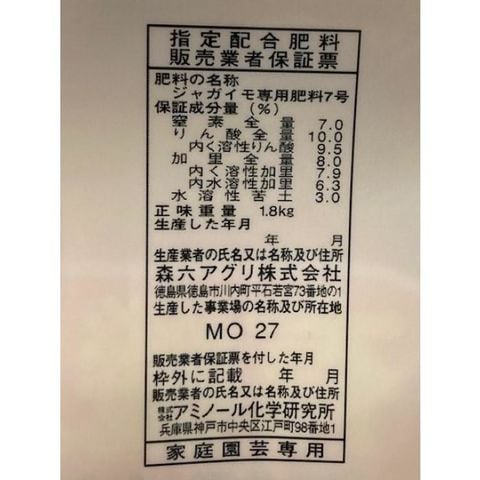 指定配合肥料
販売業者保証票
肥料の名称
ジャガイモ専用肥料7号
保証成分量(%)
窒素全量 7.0
りん酸全量 10.0
内く溶性りん酸 9.5
加里全量 8.0
内く溶性加里 7.9
内水溶性加里 6.3
水溶性苦土 3.0
正味重量 1.8kg
生産した年月
年 月
生産業者の氏名又は名称及び住所
森六アグリ株式会社
徳島県徳島市川内町平石若宮73番地の1
生産した事業場の名称及び所在地
MO 27
販売業者保証票を付した年月
枠外に記載 年 月
販売業者の氏名又は名称及び住所
株式会社アミノール化学研究所
兵庫県神戸市中央区江戸町98番地1
家庭園芸専用